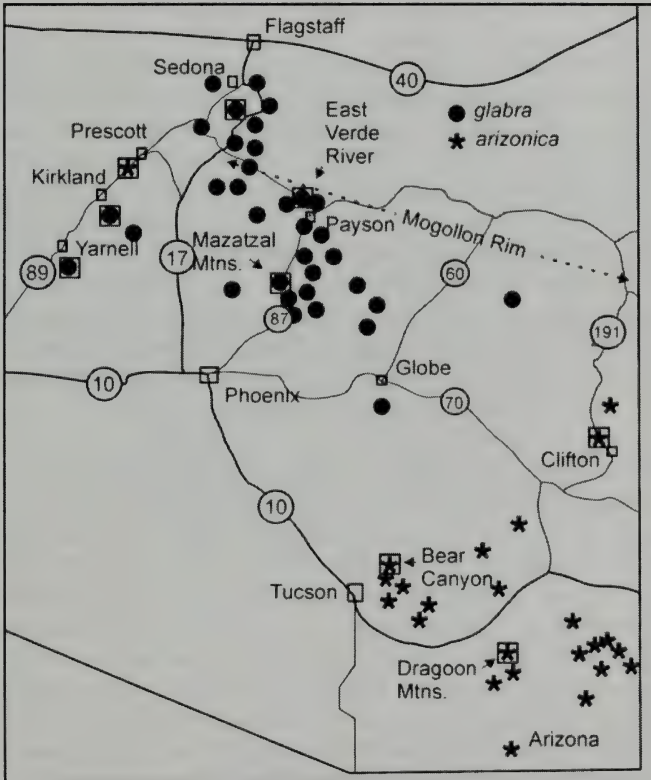 Flagstaff
Sedona
40
glabra
arizonica
East
Verde
River
Prescott
Kirkland
Payson
Mogollon Rim
Yarnell
Mazatzal
Mtns.
89
17
60
87
191
10
Phoenix
Globe
70
Clifton
10
Bear
Canyon
Tucson
Dragoon
Mtns.
Arizona